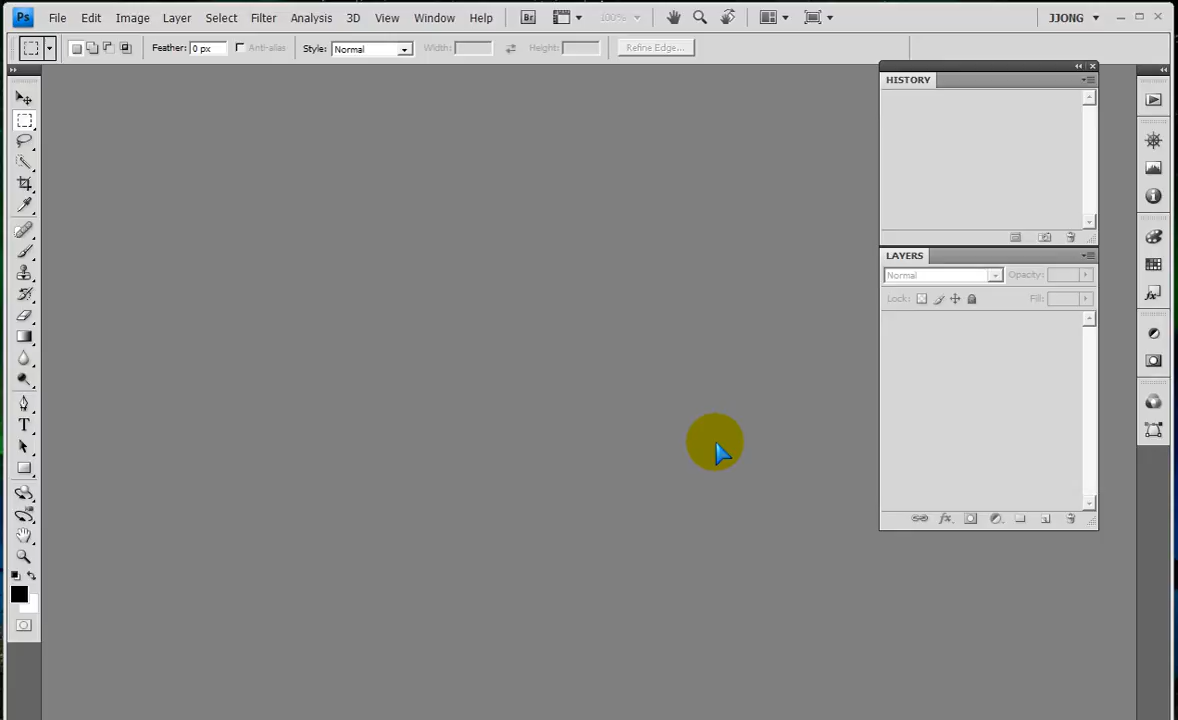 Ps File Edit Image Layer Select Filter Analysis 3D View Window Help Br 100% JJONG
Feather: 0 px Anti-alias Style: Normal Width: Height: Refine Edge...
HISTORY
LAYERS
Normal Opacity:
Lock: Fill:
fx
T